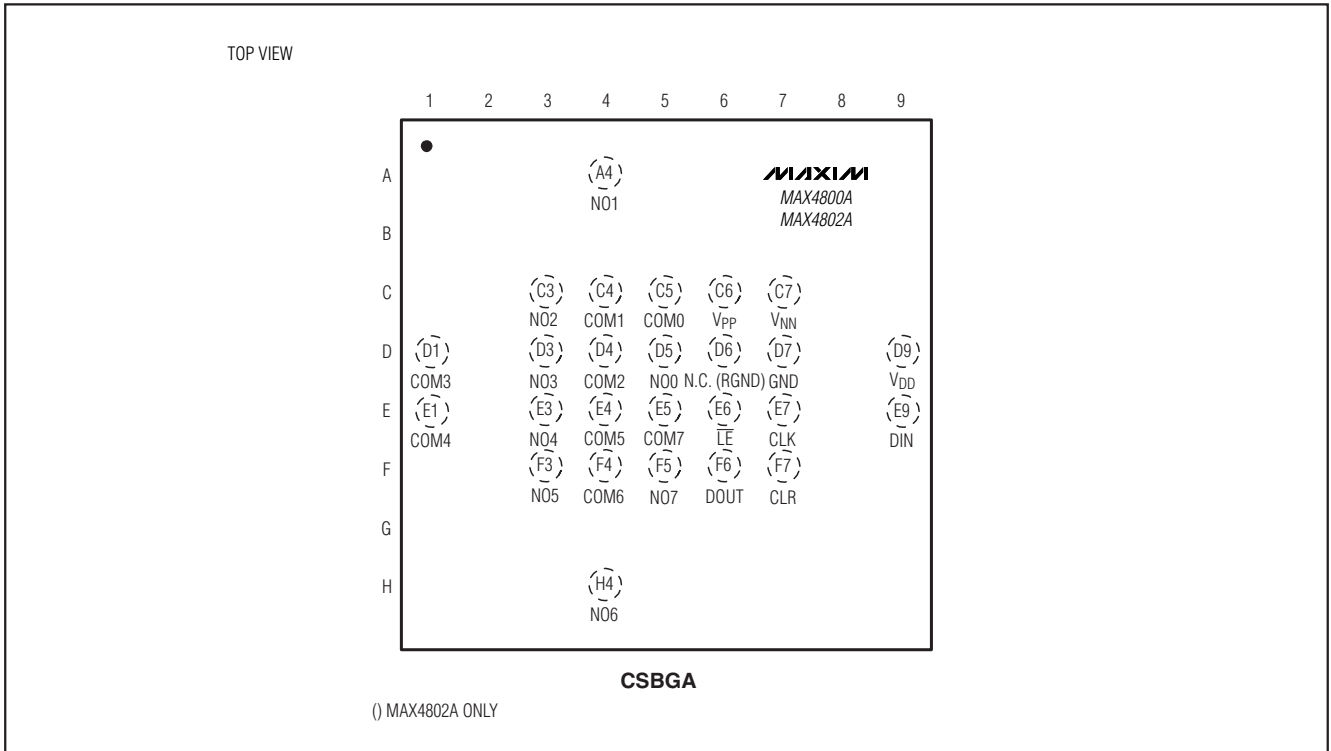 TOP VIEW
1 2 3 4 5 6 7 8 9
A A4 MAXIM
NO1 MAX4800A
MAX4802A
B
C C3 C4 C5 C6 C7
NO2 COM1 COM0 VPP VNN
D D1 D3 D4 D5 D6 D7 D9
COM3 NO3 COM2 NO0 N.C. (RGND) GND VDD
E E1 E3 E4 E5 E6 E7 E9
COM4 NO4 COM5 COM7 L̅E̅ CLK DIN
F F3 F4 F5 F6 F7
NO5 COM6 NO7 DOUT CLR
G
H H4
NO6
CSBGA
() MAX4802A ONLY